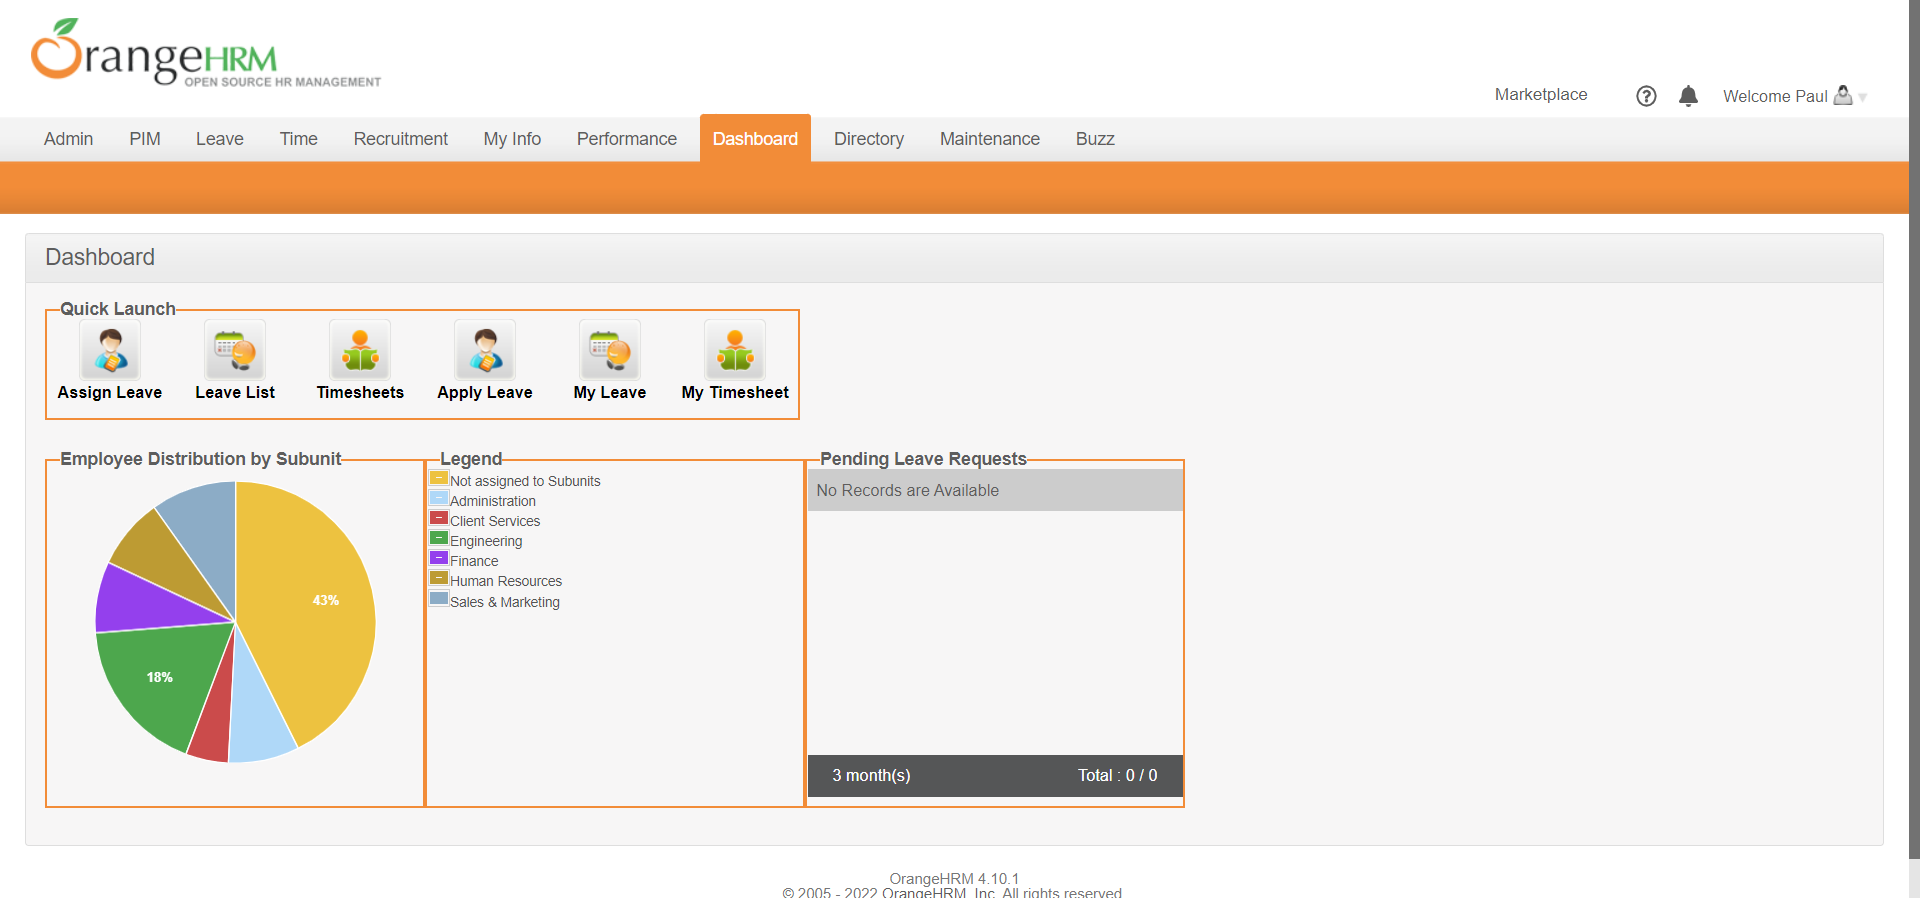 OrangeHRM
OPEN SOURCE HR MANAGEMENT
Marketplace
Welcome Paul
Admin PIM Leave Time Recruitment My Info Performance Dashboard Directory Maintenance Buzz
Dashboard
Quick Launch
Assign Leave Leave List Timesheets Apply Leave My Leave My Timesheet
Employee Distribution by Subunit
43%
18%
Legend
Not assigned to Subunits
Administration
Client Services
Engineering
Finance
Human Resources
Sales & Marketing
Pending Leave Requests
No Records are Available
3 month(s) Total : 0 / 0
OrangeHRM 4.10.1
© 2005 - 2022 OrangeHRM, Inc. All rights reserved